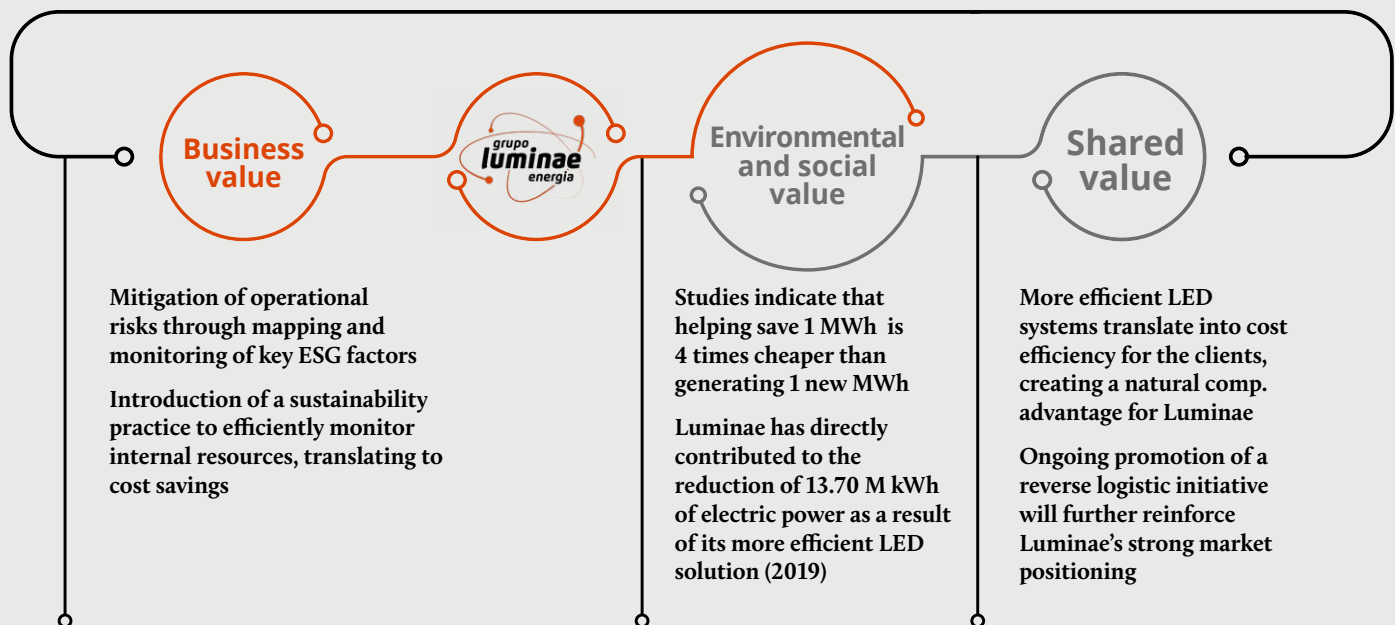 Business
value
grupo
luminae
energia
Environmental
and social
value
Shared
value
Mitigation of operational
risks through mapping and
monitoring of key ESG factors
Introduction of a sustainability
practice to efficiently monitor
internal resources, translating to
cost savings
Studies indicate that
helping save 1 MWh is
4 times cheaper than
generating 1 new MWh
Luminae has directly
contributed to the
reduction of 13.70 M kWh
of electric power as a result
of its more efficient LED
solution (2019)
More efficient LED
systems translate into cost
efficiency for the clients,
creating a natural comp.
advantage for Luminae
Ongoing promotion of a
reverse logistic initiative
will further reinforce
Luminae's strong market
positioning